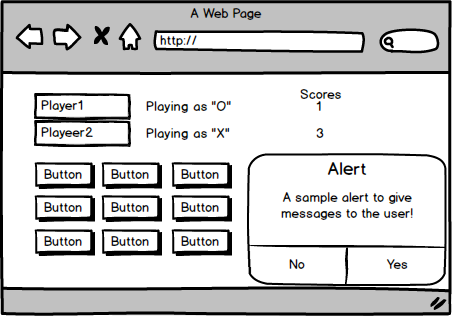 A Web Page
http://
Scores
Player1 Playing as "O" 1
Playeer2 Playing as "X" 3
Button Button Button
Button Button Button
Button Button Button
Alert
A sample alert to give
messages to the user!
No Yes